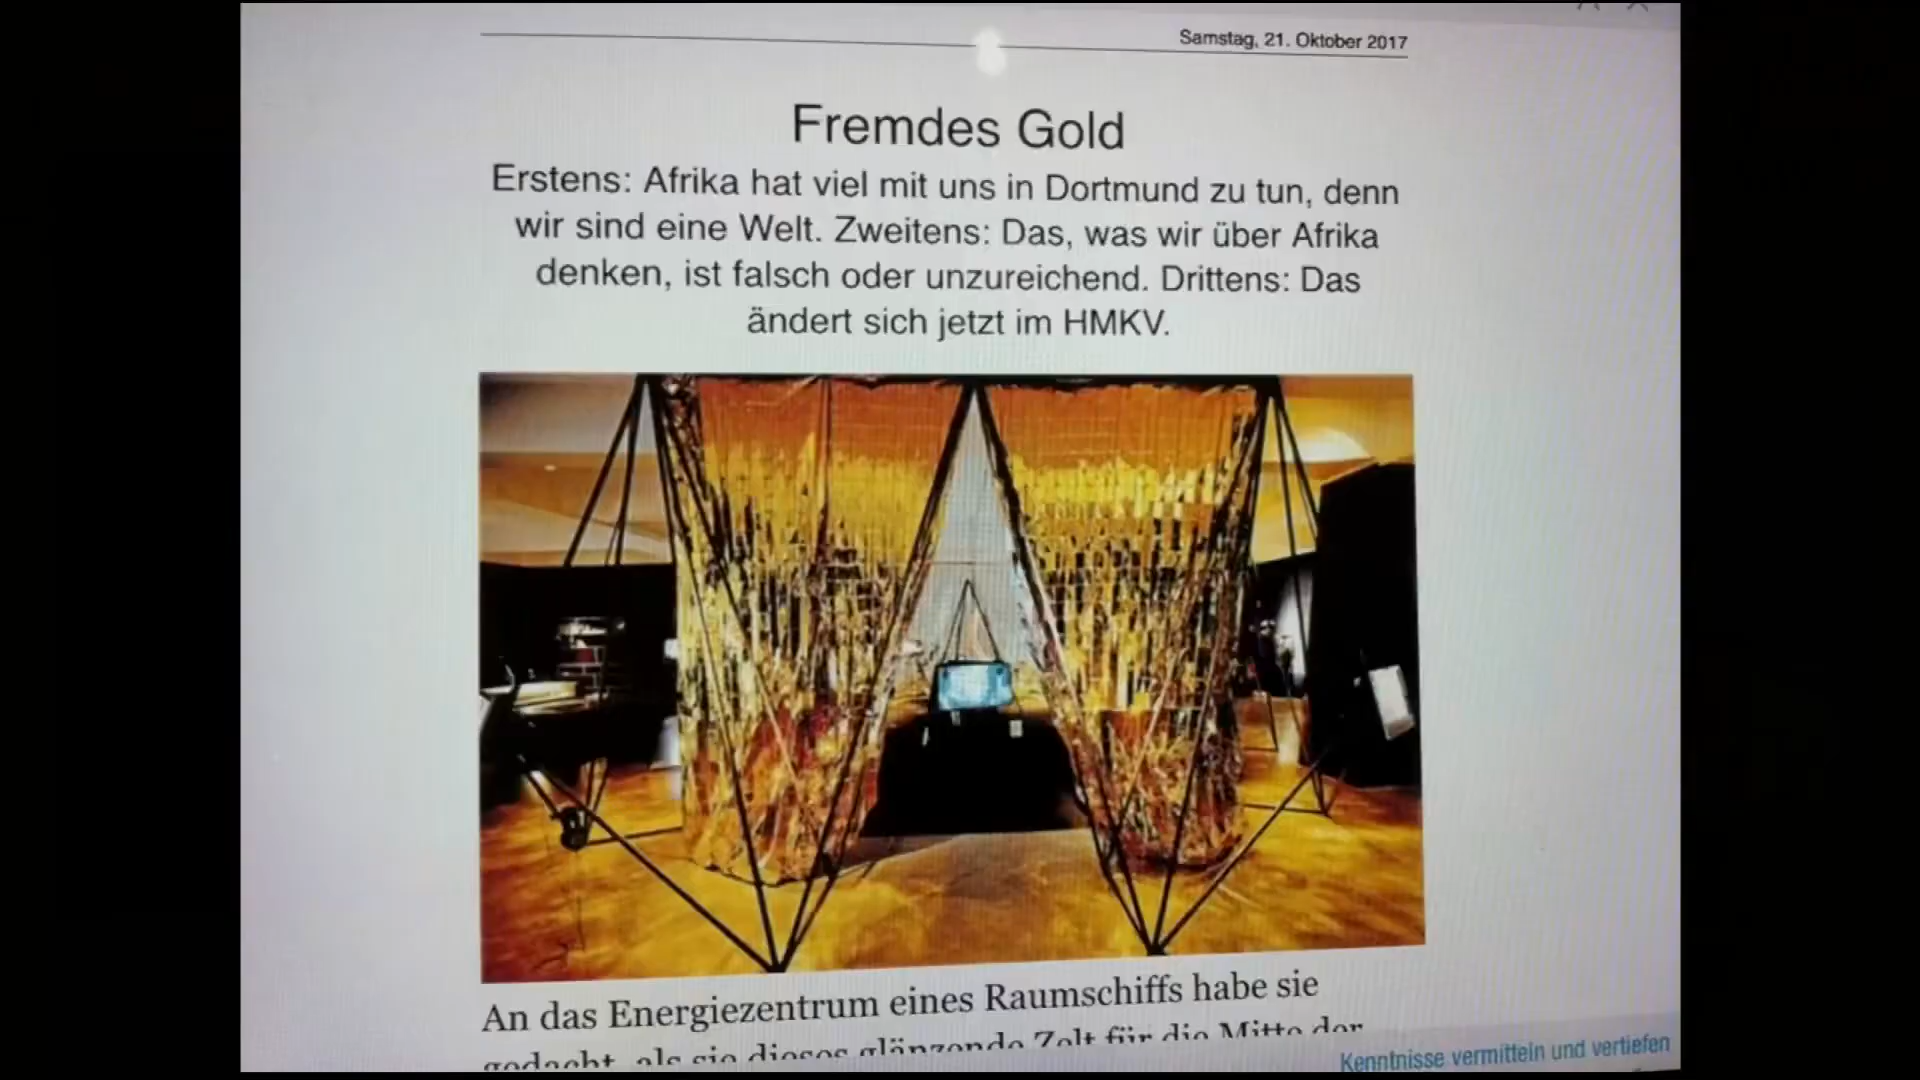 Samstag, 21. Oktober 2017
Fremdes Gold
Erstens: Afrika hat viel mit uns in Dortmund zu tun, denn
wir sind eine Welt. Zweitens: Das, was wir über Afrika
denken, ist falsch oder unzureichend. Drittens: Das
ändert sich jetzt im HMKV.
An das Energiezentrum eines Raumschiffs habe sie
gedacht, als sie dieses glänzende Zelt für die Mitte der
Kenntnisse vermitteln und vertiefen